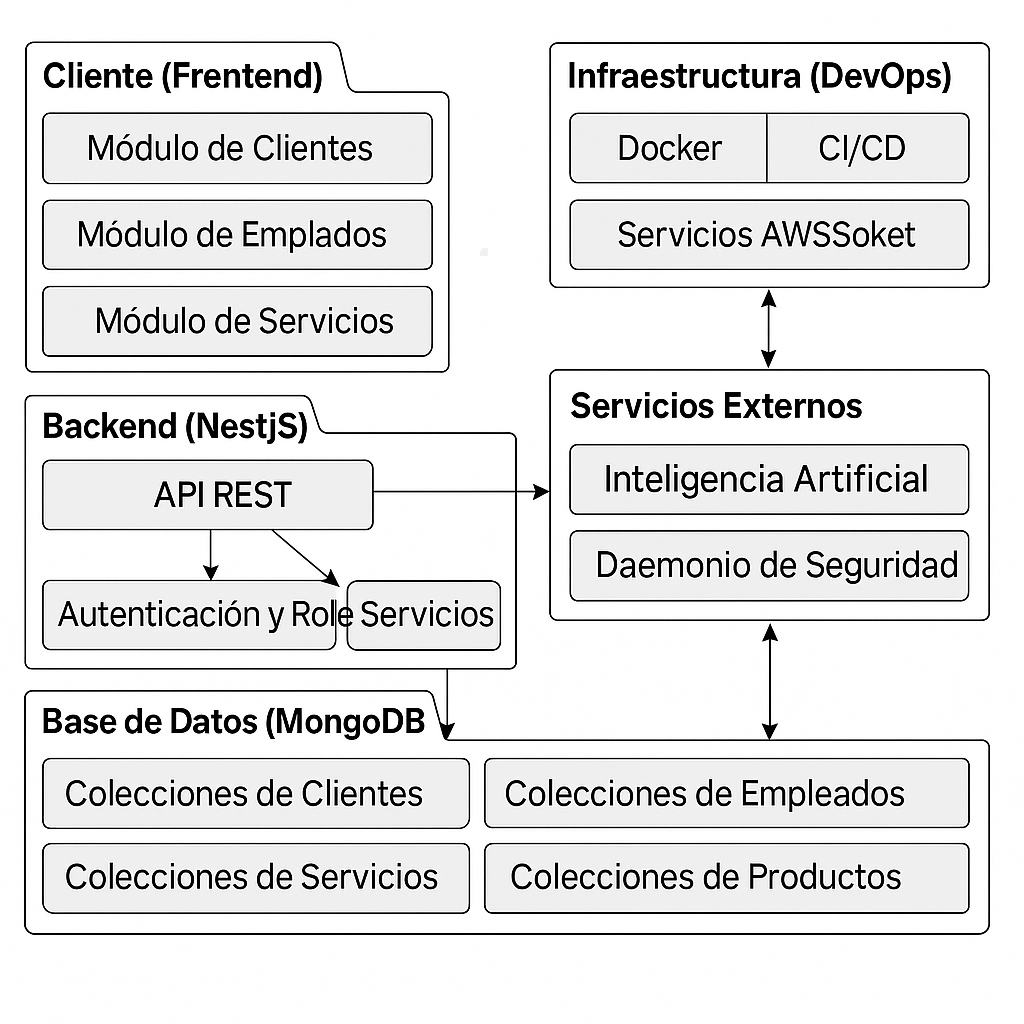 Cliente (Frentend)
Módulo de Clientes
Módulo de Emplados
Módulo de Servicios
Infraestructura (DevOps)
Docker
CI/CD
Servicios AWSSoket
Backend (NestjS)
API REST
Autenticación y Role
Servicios
Servicios Externos
Inteligencia Artificial
Daemonio de Seguridad
Base de Datos (MongoDB
Colecciones de Clientes
Colecciones de Empleados
Colecciones de Servicios
Colecciones de Productos